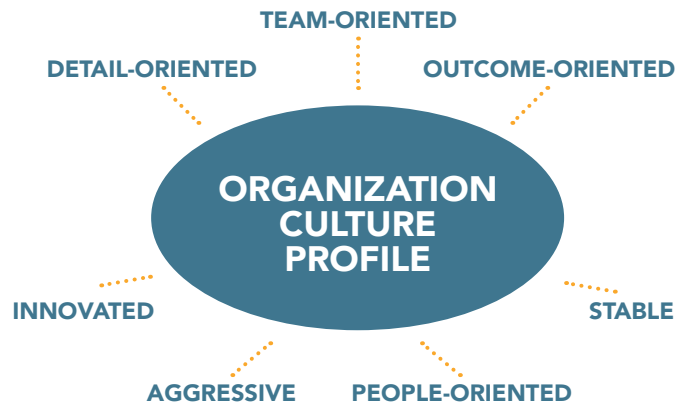 TEAM-ORIENTED
DETAIL-ORIENTED
OUTCOME-ORIENTED
ORGANIZATION
CULTURE
PROFILE
INNOVATED
STABLE
AGGRESSIVE
PEOPLE-ORIENTED